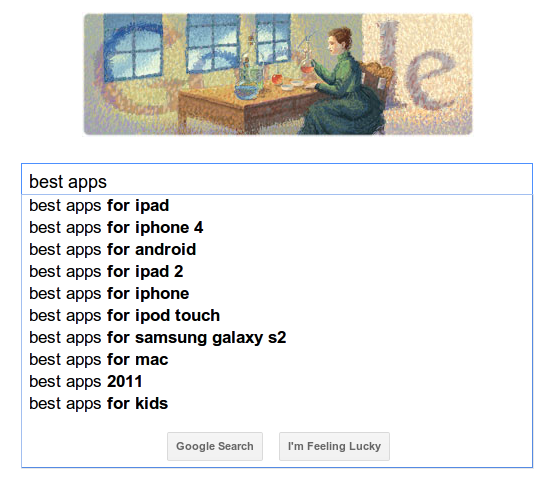 Google
best apps
best apps for ipad
best apps for iphone 4
best apps for android
best apps for ipad 2
best apps for iphone
best apps for ipod touch
best apps for samsung galaxy s2
best apps for mac
best apps 2011
best apps for kids
Google Search I'm Feeling Lucky